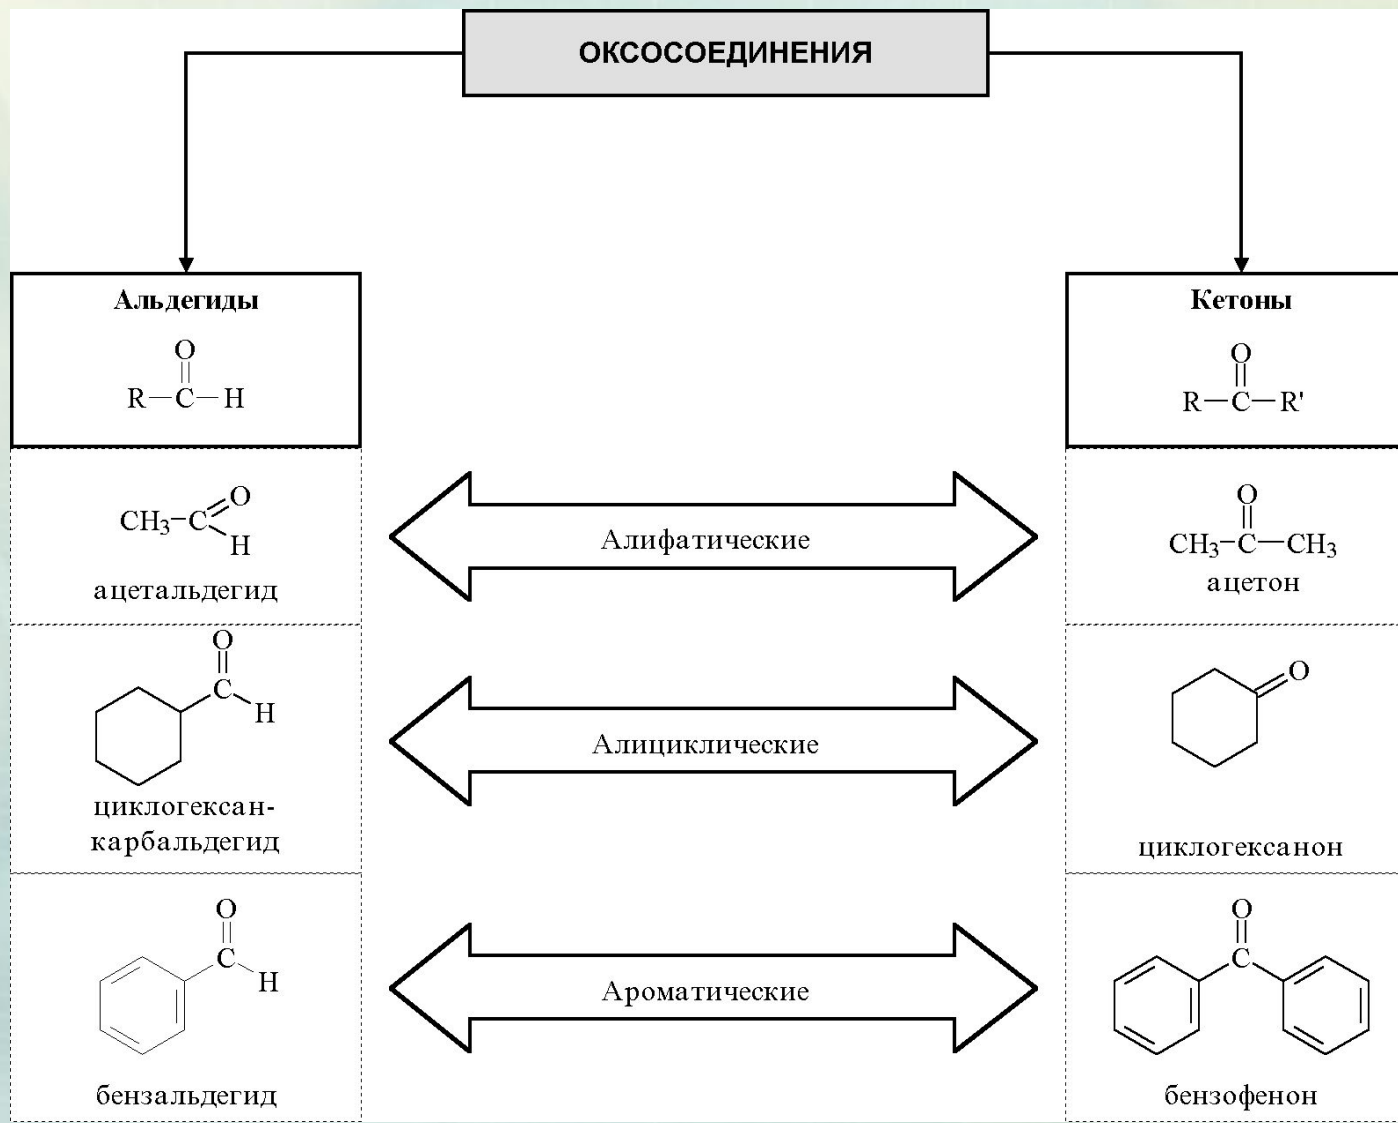 ОКСОСОЕДИНЕНИЯ
Альдегиды
O
R—C—H
Кетоны
O
R—C—R'
CH3—C
O
H
ацетальдегид
Алифатические
O
CH3—C—CH3
ацетон
O
C
H
циклогексан-
карбальдегид
Алициклические
O
циклогексанон
O
C
H
бензальдегид
Ароматические
O
C
бензофенон